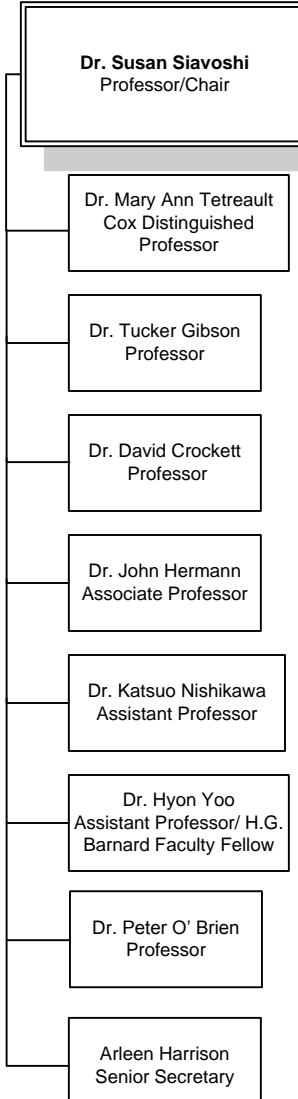 Dr. Susan Siavoshi
Professor/Chair
Dr. Mary Ann Tetreault
Cox Distinguished
Professor
Dr. Tucker Gibson
Professor
Dr. David Crockett
Professor
Dr. John Hermann
Associate Professor
Dr. Katsuo Nishikawa
Assistant Professor
Dr. Hyon Yoo
Assistant Professor/ H.G.
Barnard Faculty Fellow
Dr. Peter O' Brien
Professor
Arleen Harrison
Senior Secretary